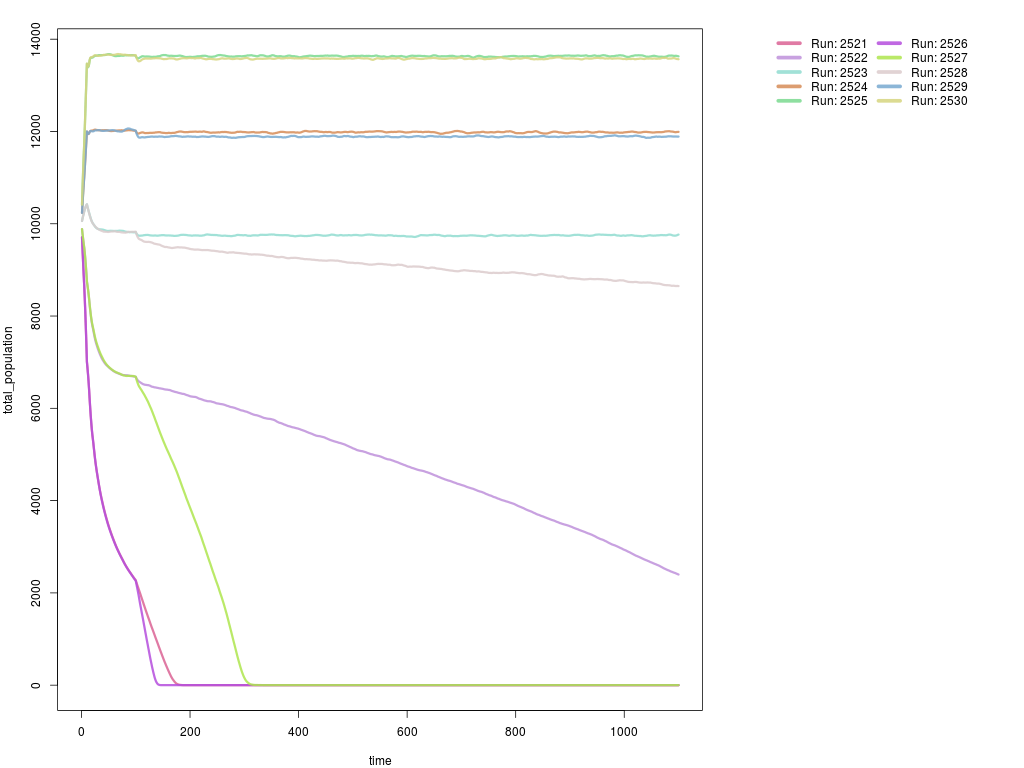 14000
12000
10000
8000
6000
4000
2000
0
total_population
0 200 400 600 800 1000
time
Run: 2521 Run: 2526
Run: 2522 Run: 2527
Run: 2523 Run: 2528
Run: 2524 Run: 2529
Run: 2525 Run: 2530